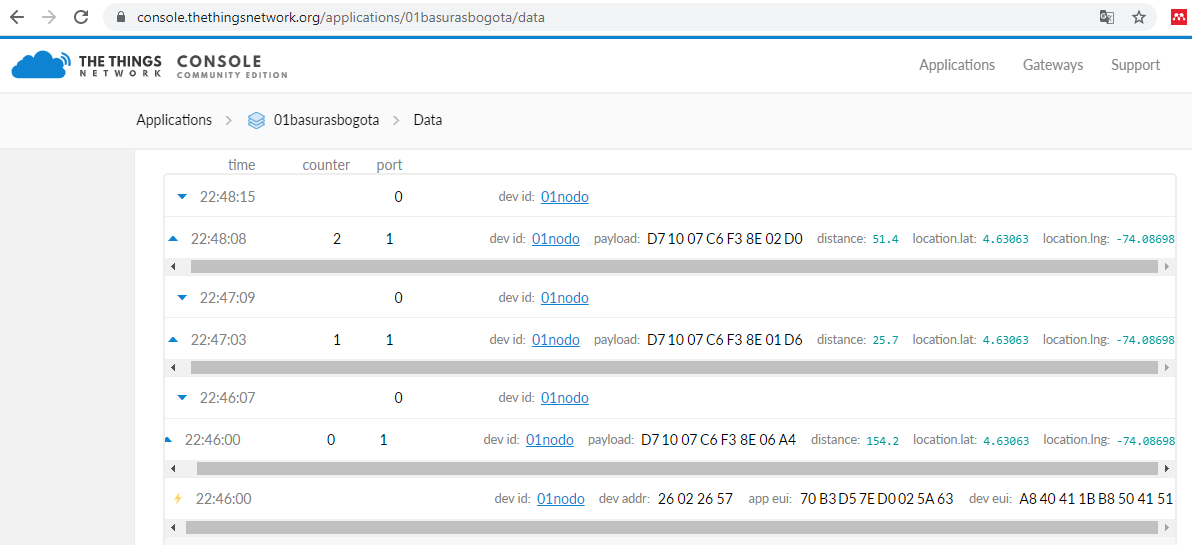 console.thethingsnetwork.org/applications/01basurasbogota/data
THE THINGS NETWORK CONSOLE COMMUNITY EDITION Applications Gateways Support
Applications 01basurasbogota Data
time counter port
22:48:15 0 dev id: 01nodo
22:48:08 2 1 dev id: 01nodo payload: D7 10 07 C6 F3 8E 02 D0 distance: 51.4 location.lat: 4.63063 location.lng: -74.08698
22:47:09 0 dev id: 01nodo
22:47:03 1 1 dev id: 01nodo payload: D7 10 07 C6 F3 8E 01 D6 distance: 25.7 location.lat: 4.63063 location.lng: -74.08698
22:46:07 0 dev id: 01nodo
22:46:00 0 1 dev id: 01nodo payload: D7 10 07 C6 F3 8E 06 A4 distance: 154.2 location.lat: 4.63063 location.lng: -74.08698
22:46:00 dev id: 01nodo dev addr: 26 02 26 57 app eui: 70 B3 D5 7E D0 02 5A 63 dev eui: A8 40 41 1B B8 50 41 51